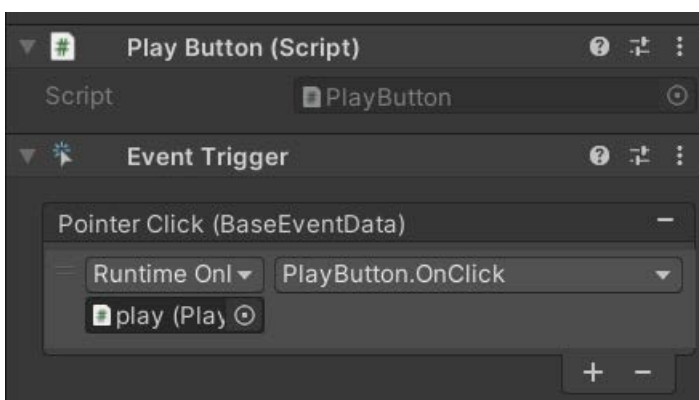 Play Button (Script)
Script PlayButton
Event Trigger
Pointer Click (BaseEventData)
Runtime Onl PlayButton.OnClick
play (Play